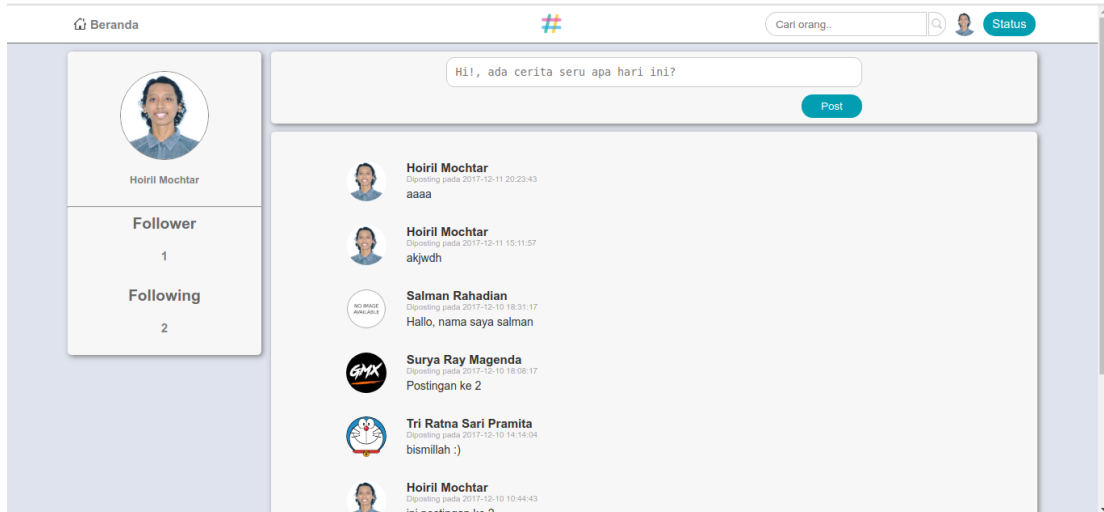 Beranda
#
Cari orang..
Status
Hoiril Mochtar
Follower
1
Following
2
Hi!, ada cerita seru apa hari ini?
Post
Hoiril Mochtar
Diposting pada 2017-12-11 20:23:43
aaaa
Hoiril Mochtar
Diposting pada 2017-12-11 15:11:57
akjwdh
NO IMAGE
AVAILABLE
Salman Rahadian
Diposting pada 2017-12-10 18:31:17
Hallo, nama saya salman
GMX
Surya Ray Magenda
Diposting pada 2017-12-10 18:08:17
Postingan ke 2
Tri Ratna Sari Pramita
Diposting pada 2017-12-10 14:14:04
bismillah :)
Hoiril Mochtar
Diposting pada 2017-12-10 10:44:43
ini postingan ke 2